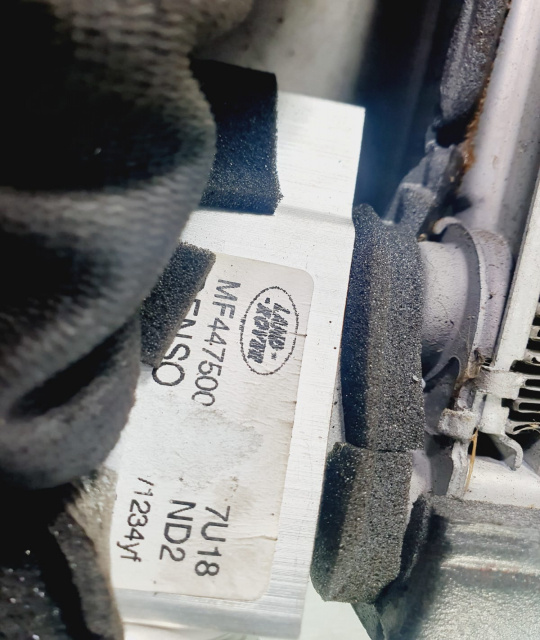 LAND-
ROVER
MF447500
ENSO
7U18
ND2
/1234yf